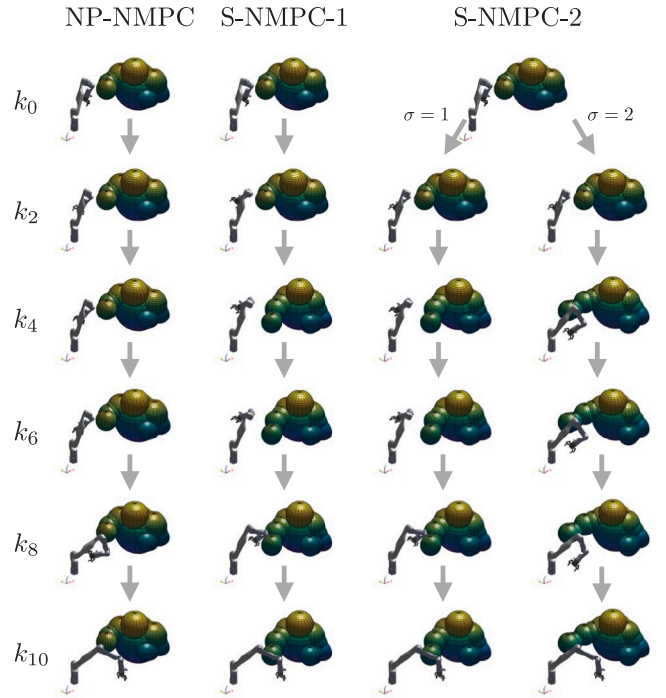 NP-NMPC S-NMPC-1 S-NMPC-2
k₀
σ = 1 σ = 2
k₂
k₄
k₆
k₈
k₁₀